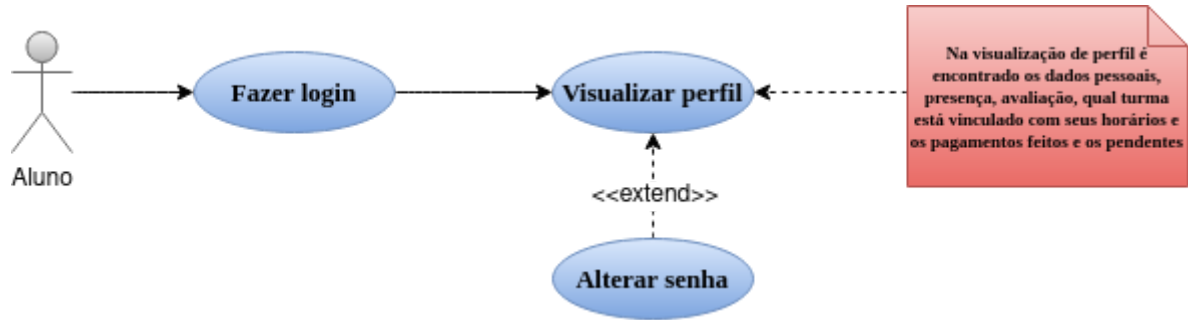 Fazer login
Visualizar perfil
Na visualização de perfil é
encontrado os dados pessoais,
presença, avaliação, qual turma
está vinculado com seus horários e
os pagamentos feitos e os pendentes
Aluno
<<extend>>
Alterar senha